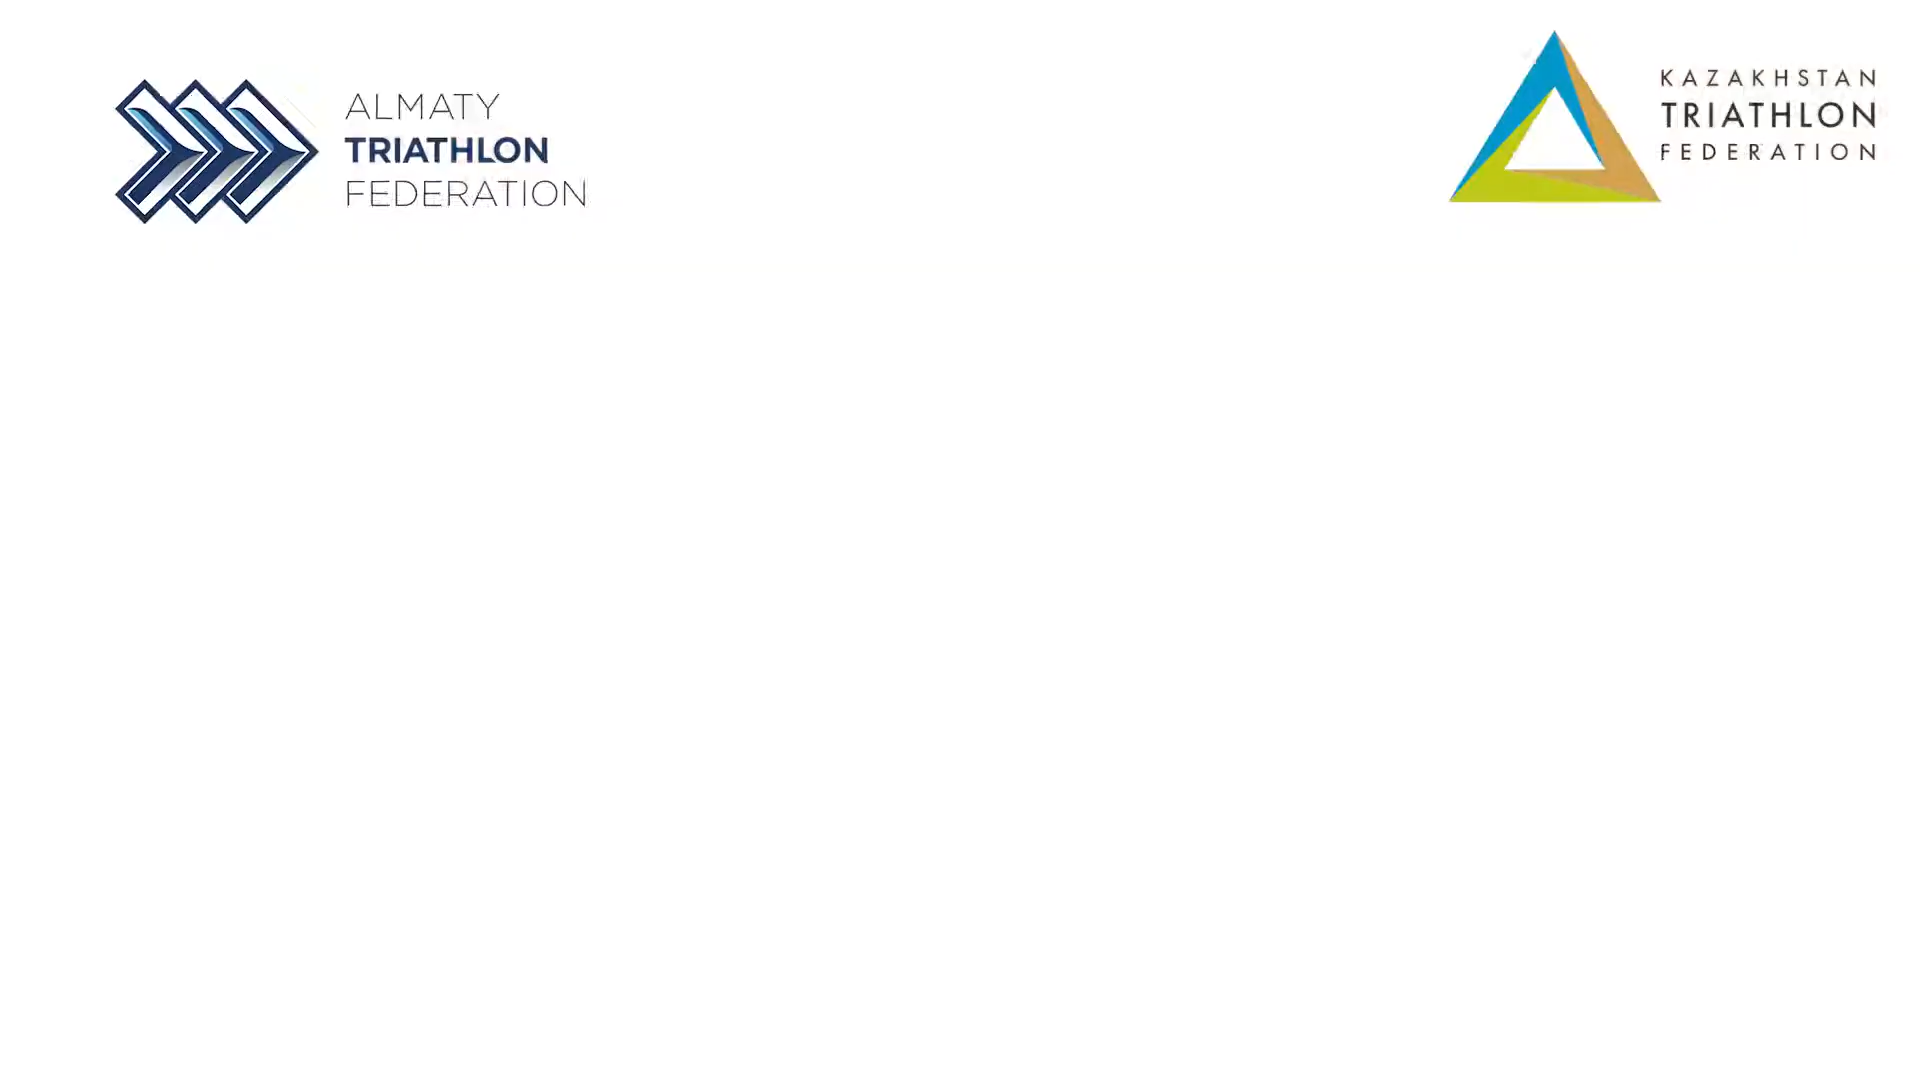 ALMATY
TRIATHLON
FEDERATION
KAZAKHSTAN
TRIATHLON
FEDERATION